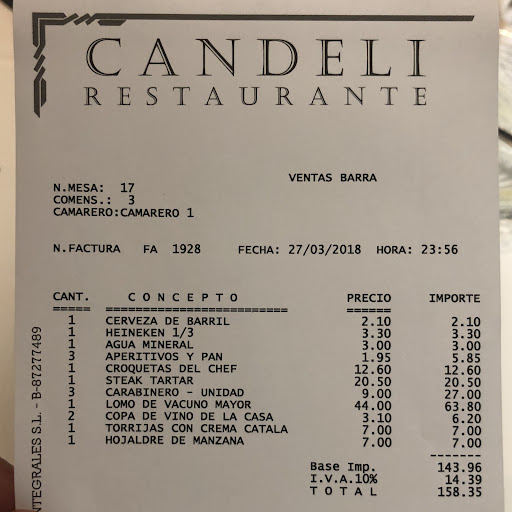 CANDELI
RESTAURANTE
VENTAS BARRA
N.MESA: 17
COMENS.: 3
CAMARERO:CAMARERO 1
N.FACTURA FA 1928 FECHA: 27/03/2018 HORA: 23:56
CANT. CONCEPTO PRECIO IMPORTE
1 CERVEZA DE BARRIL 2.10 2.10
1 HEINEKEN 1/3 3.30 3.30
1 AGUA MINERAL 3.00 3.00
3 APERITIVOS Y PAN 1.95 5.85
1 CROQUETAS DEL CHEF 12.60 12.60
1 STEAK TARTAR 20.50 20.50
3 CARABINERO - UNIDAD 9.00 27.00
1 LOMO DE VACUNO MAYOR 44.00 63.80
2 COPA DE VINO DE LA CASA 3.10 6.20
1 TORRIJAS CON CREMA CATALA 7.00 7.00
1 HOJALDRE DE MANZANA 7.00 7.00
Base Imp. 143.96
I.V.A.10% 14.39
TOTAL 158.35
NTEGRALES S.L. - B-87277489